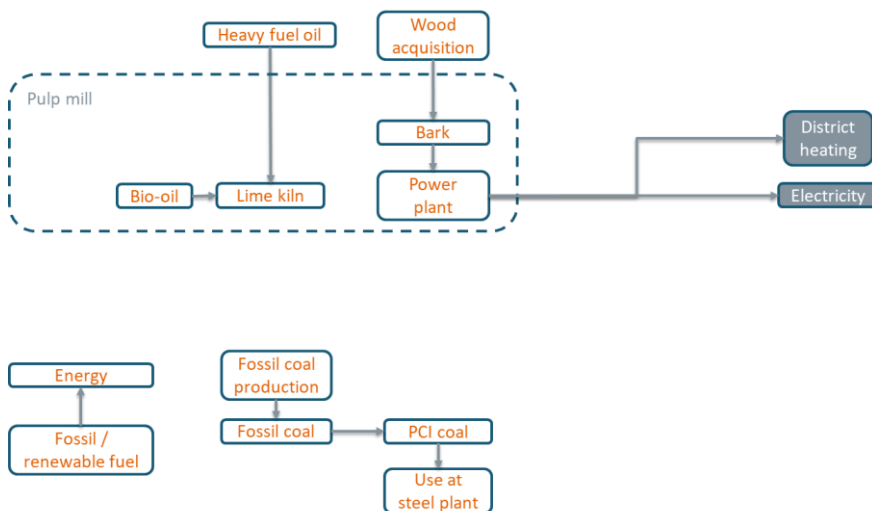 Heavy fuel oil
Wood
acquisition
Pulp mill
Bark
District
heating
Bio-oil
Lime kiln
Power
plant
Electricity
Energy
Fossil coal
production
Fossil /
renewable fuel
Fossil coal
PCI coal
Use at
steel plant